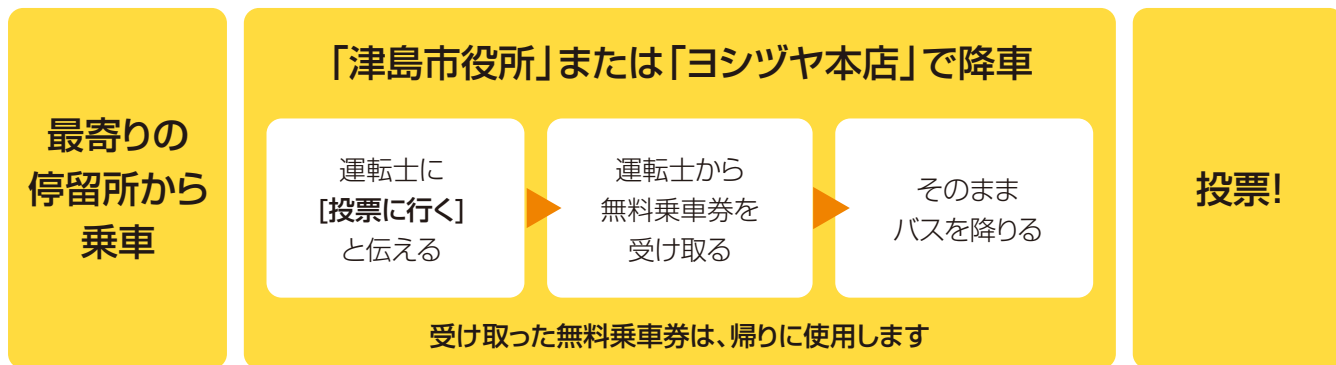 最寄りの
停留所から
乗車
「津島市役所」または「ヨシヅヤ本店」で降車
運転士に
[投票に行く]
と伝える
運転士から
無料乗車券を
受け取る
そのまま
バスを降りる
受け取った無料乗車券は、帰りに使用します
投票!